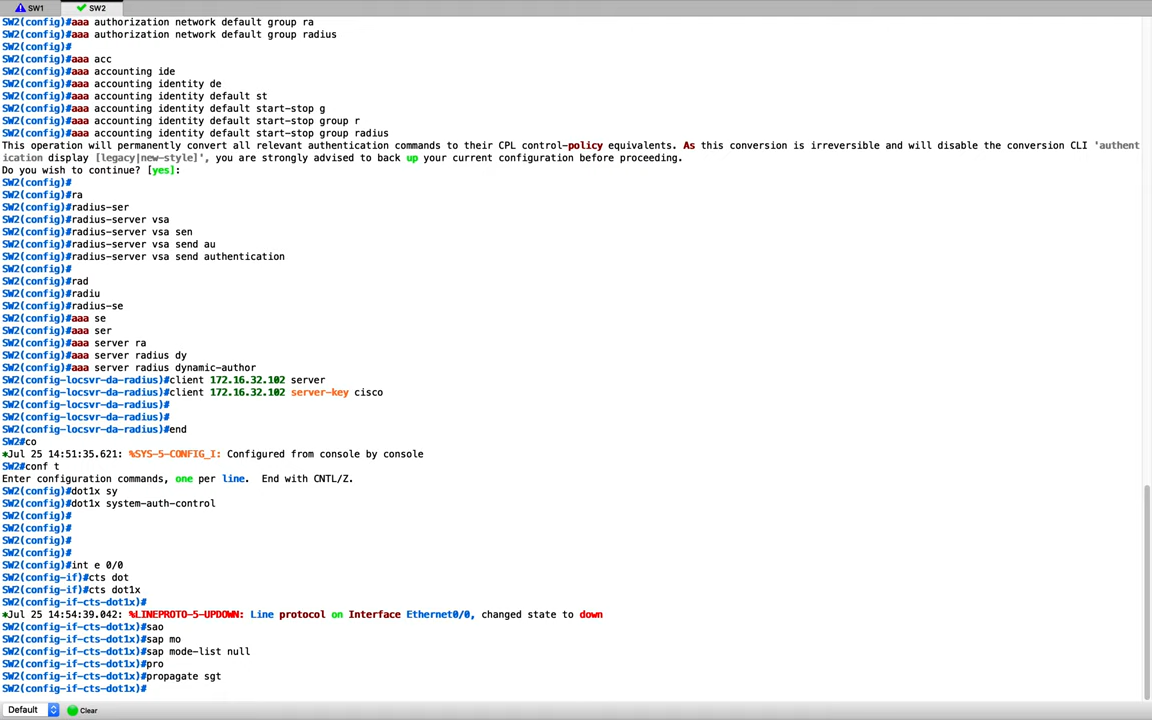 SW1 SW2
SW2(config)#aaa authorization network default group ra
SW2(config)#aaa authorization network default group radius
SW2(config)#
SW2(config)#aaa acc
SW2(config)#aaa accounting ide
SW2(config)#aaa accounting identity de
SW2(config)#aaa accounting identity default st
SW2(config)#aaa accounting identity default start-stop g
SW2(config)#aaa accounting identity default start-stop group r
SW2(config)#aaa accounting identity default start-stop group radius
This operation will permanently convert all relevant authentication commands to their CPL control-policy equivalents. As this conversion is irreversible and will disable the conversion CLI 'authent
ication display [legacy|new-style]', you are strongly advised to back up your current configuration before proceeding.
Do you wish to continue? [yes]:
SW2(config)#
SW2(config)#ra
SW2(config)#radius-ser
SW2(config)#radius-server vsa
SW2(config)#radius-server vsa sen
SW2(config)#radius-server vsa send au
SW2(config)#radius-server vsa send authentication
SW2(config)#
SW2(config)#rad
SW2(config)#radiu
SW2(config)#radius-se
SW2(config)#aaa se
SW2(config)#aaa ser
SW2(config)#aaa server ra
SW2(config)#aaa server radius dy
SW2(config)#aaa server radius dynamic-author
SW2(config-locsvr-da-radius)#client 172.16.32.102 server
SW2(config-locsvr-da-radius)#client 172.16.32.102 server-key cisco
SW2(config-locsvr-da-radius)#
SW2(config-locsvr-da-radius)#
SW2(config-locsvr-da-radius)#end
SW2#co
*Jul 25 14:51:35.621: %SYS-5-CONFIG_I: Configured from console by console
SW2#conf t
Enter configuration commands, one per line.  End with CNTL/Z.
SW2(config)#dot1x sy
SW2(config)#dot1x system-auth-control
SW2(config)#
SW2(config)#
SW2(config)#
SW2(config)#
SW2(config)#int e 0/0
SW2(config-if)#cts dot
SW2(config-if)#cts dot1x
SW2(config-if-cts-dot1x)#
*Jul 25 14:54:39.042: %LINEPROTO-5-UPDOWN: Line protocol on Interface Ethernet0/0, changed state to down
SW2(config-if-cts-dot1x)#sao
SW2(config-if-cts-dot1x)#sap mo
SW2(config-if-cts-dot1x)#sap mode-list null
SW2(config-if-cts-dot1x)#pro
SW2(config-if-cts-dot1x)#propagate sgt
SW2(config-if-cts-dot1x)#
Default Clear